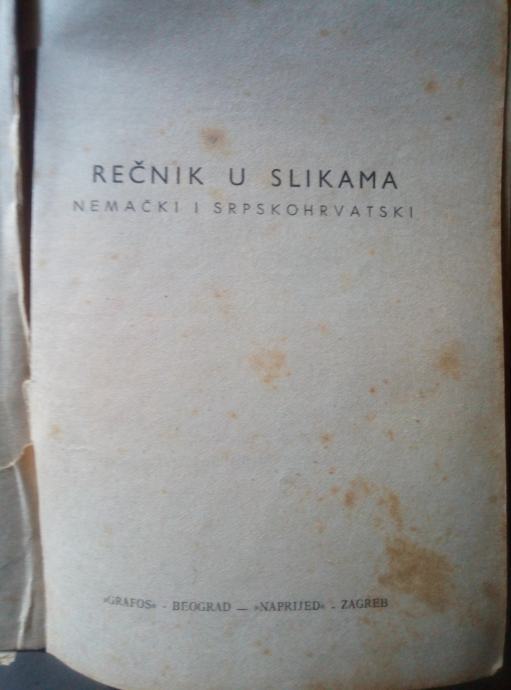 REČNIK U SLIKAMA
NEMAČKI I SRPSKOHRVATSKI
»GRAFOS« - BEOGRAD — »NAPRIJED« - ZAGREB